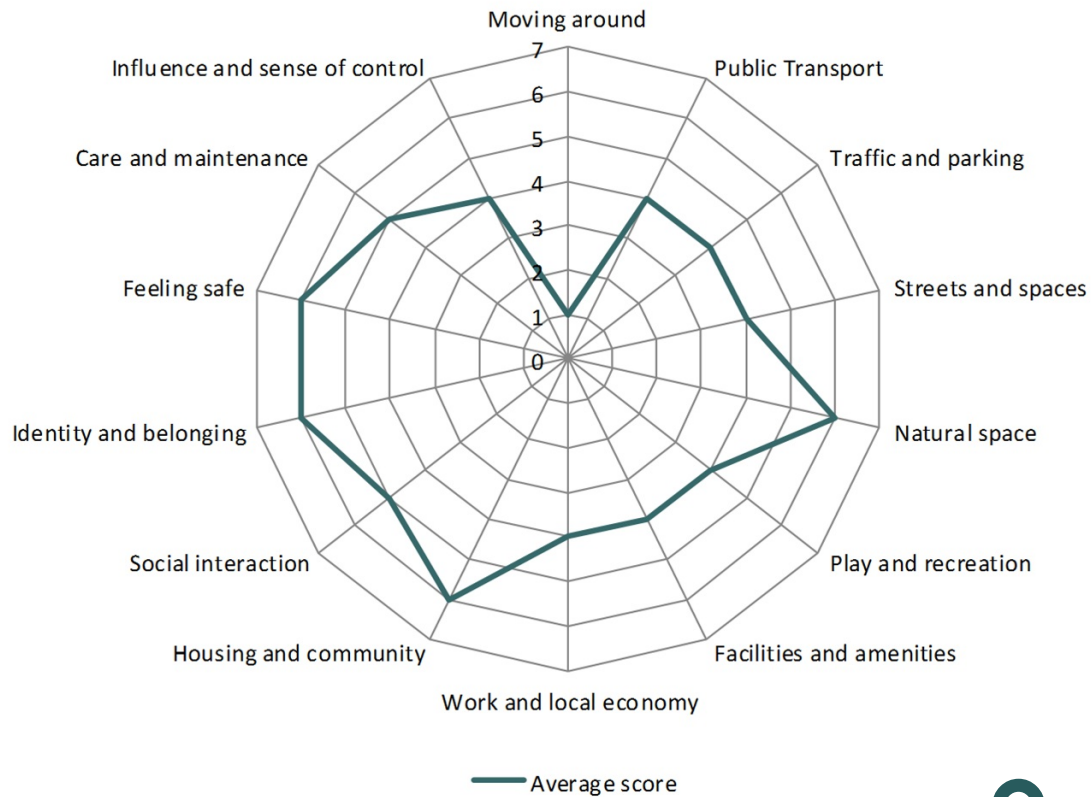 Moving around
7
Influence and sense of control
Public Transport
6
5
Care and maintenance
Traffic and parking
4
3
2
Feeling safe
Streets and spaces
1
0
Identity and belonging
Natural space
Social interaction
Play and recreation
Housing and community
Facilities and amenities
Work and local economy
Average score